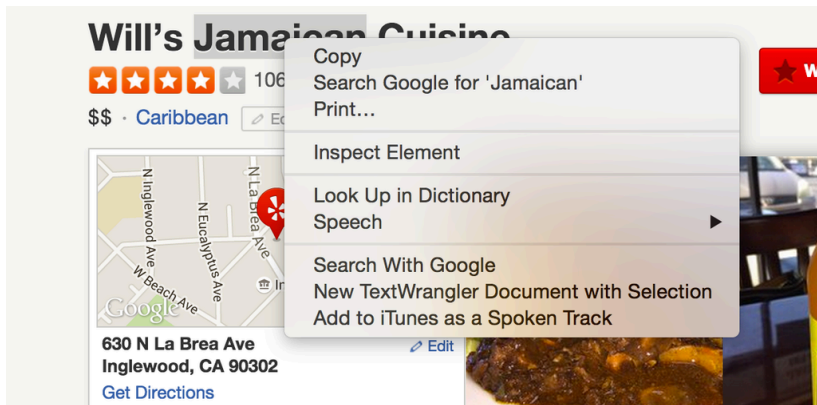 Will's Jamaican Cuisine
106
$$ · Caribbean
Copy
Search Google for 'Jamaican'
Print...
Inspect Element
Look Up in Dictionary
Speech
Search With Google
New TextWrangler Document with Selection
Add to iTunes as a Spoken Track
N Inglewood Ave
N Eucalyptus Ave
N La Brea Ave
W Beach Ave
Google
630 N La Brea Ave
Edit
Inglewood, CA 90302
Get Directions